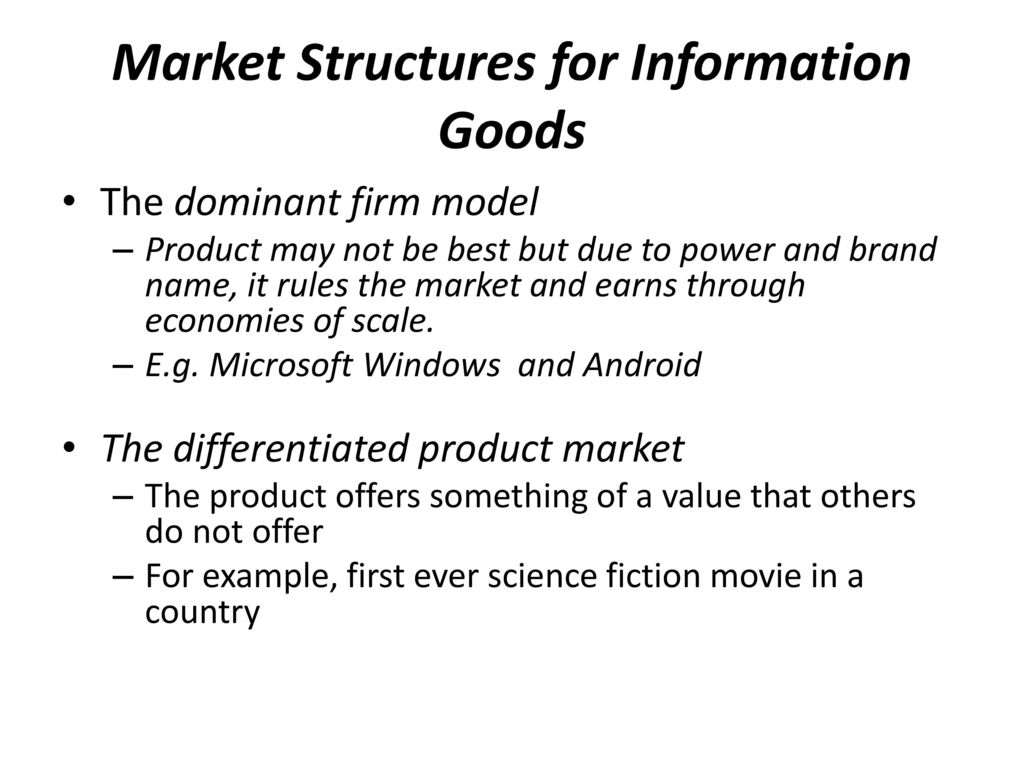 Market Structures for Information
Goods
• The dominant firm model
– Product may not be best but due to power and brand
name, it rules the market and earns through
economies of scale.
– E.g. Microsoft Windows  and Android
• The differentiated product market
– The product offers something of a value that others
do not offer
– For example, first ever science fiction movie in a
country